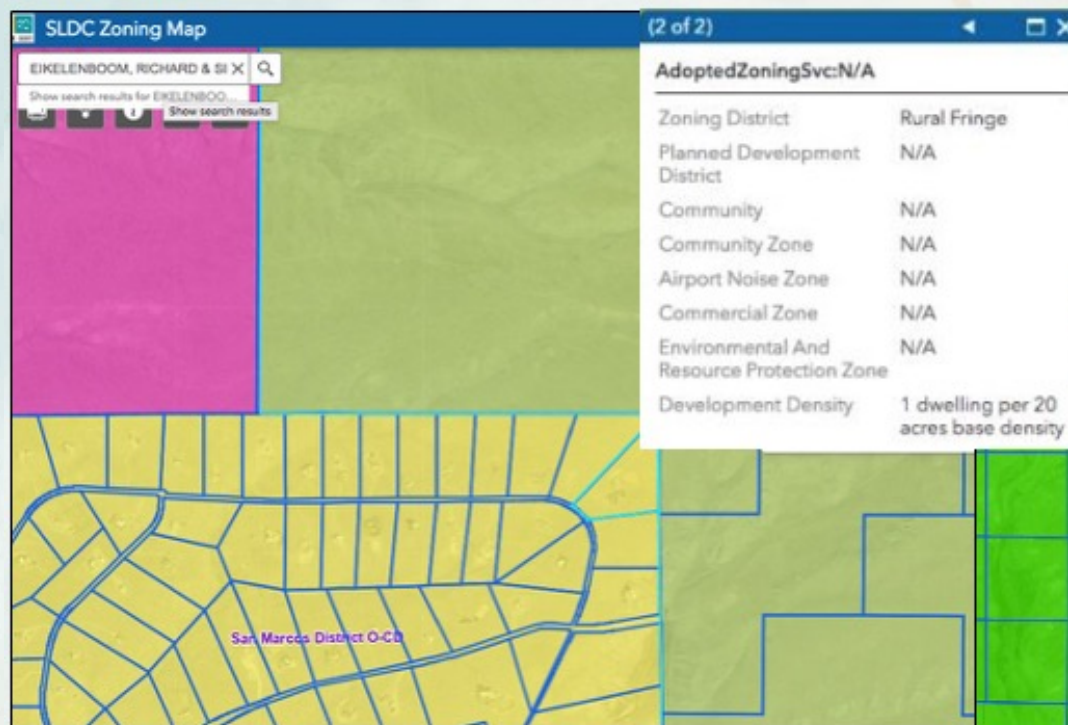 SLDC Zoning Map
EIKELENBOOM, RICHARD & SI
Show search results for EIKELENBOO...
Show search results
(2 of 2)
AdoptedZoningSvc:N/A
Zoning District Rural Fringe
Planned Development N/A
District
Community N/A
Community Zone N/A
Airport Noise Zone N/A
Commercial Zone N/A
Environmental And N/A
Resource Protection Zone
Development Density 1 dwelling per 20
acres base density
San Marcos District O-CD